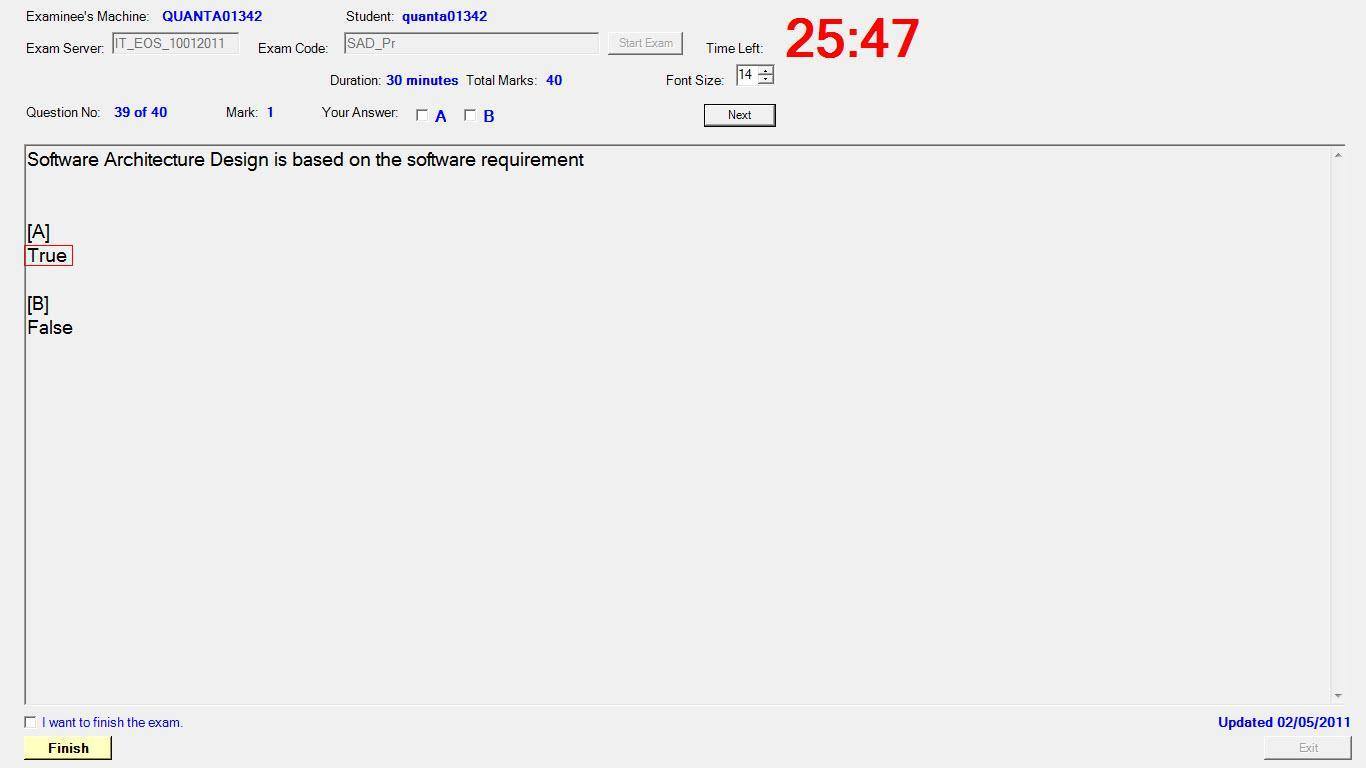 Examinee's Machine: QUANTA01342 Student: quanta01342
Exam Server: IT_EOS_10012011 Exam Code: SAD_Pr Start Exam Time Left: 25:47
Duration: 30 minutes Total Marks: 40 Font Size: 14
Question No: 39 of 40 Mark: 1 Your Answer: A B Next
Software Architecture Design is based on the software requirement
[A]
True
[B]
False
I want to finish the exam. Updated 02/05/2011
Finish Exit